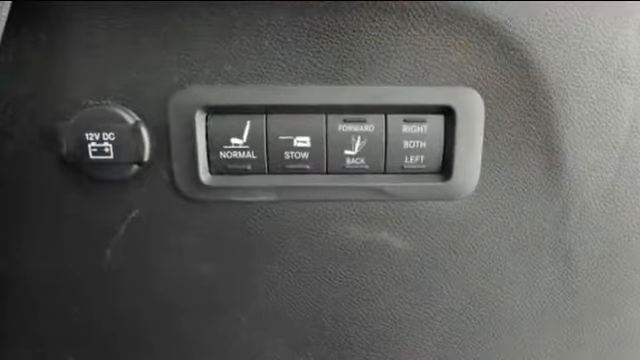 12V DC
NORMAL
STOW
FORWARD
BACK
RIGHT
BOTH
LEFT